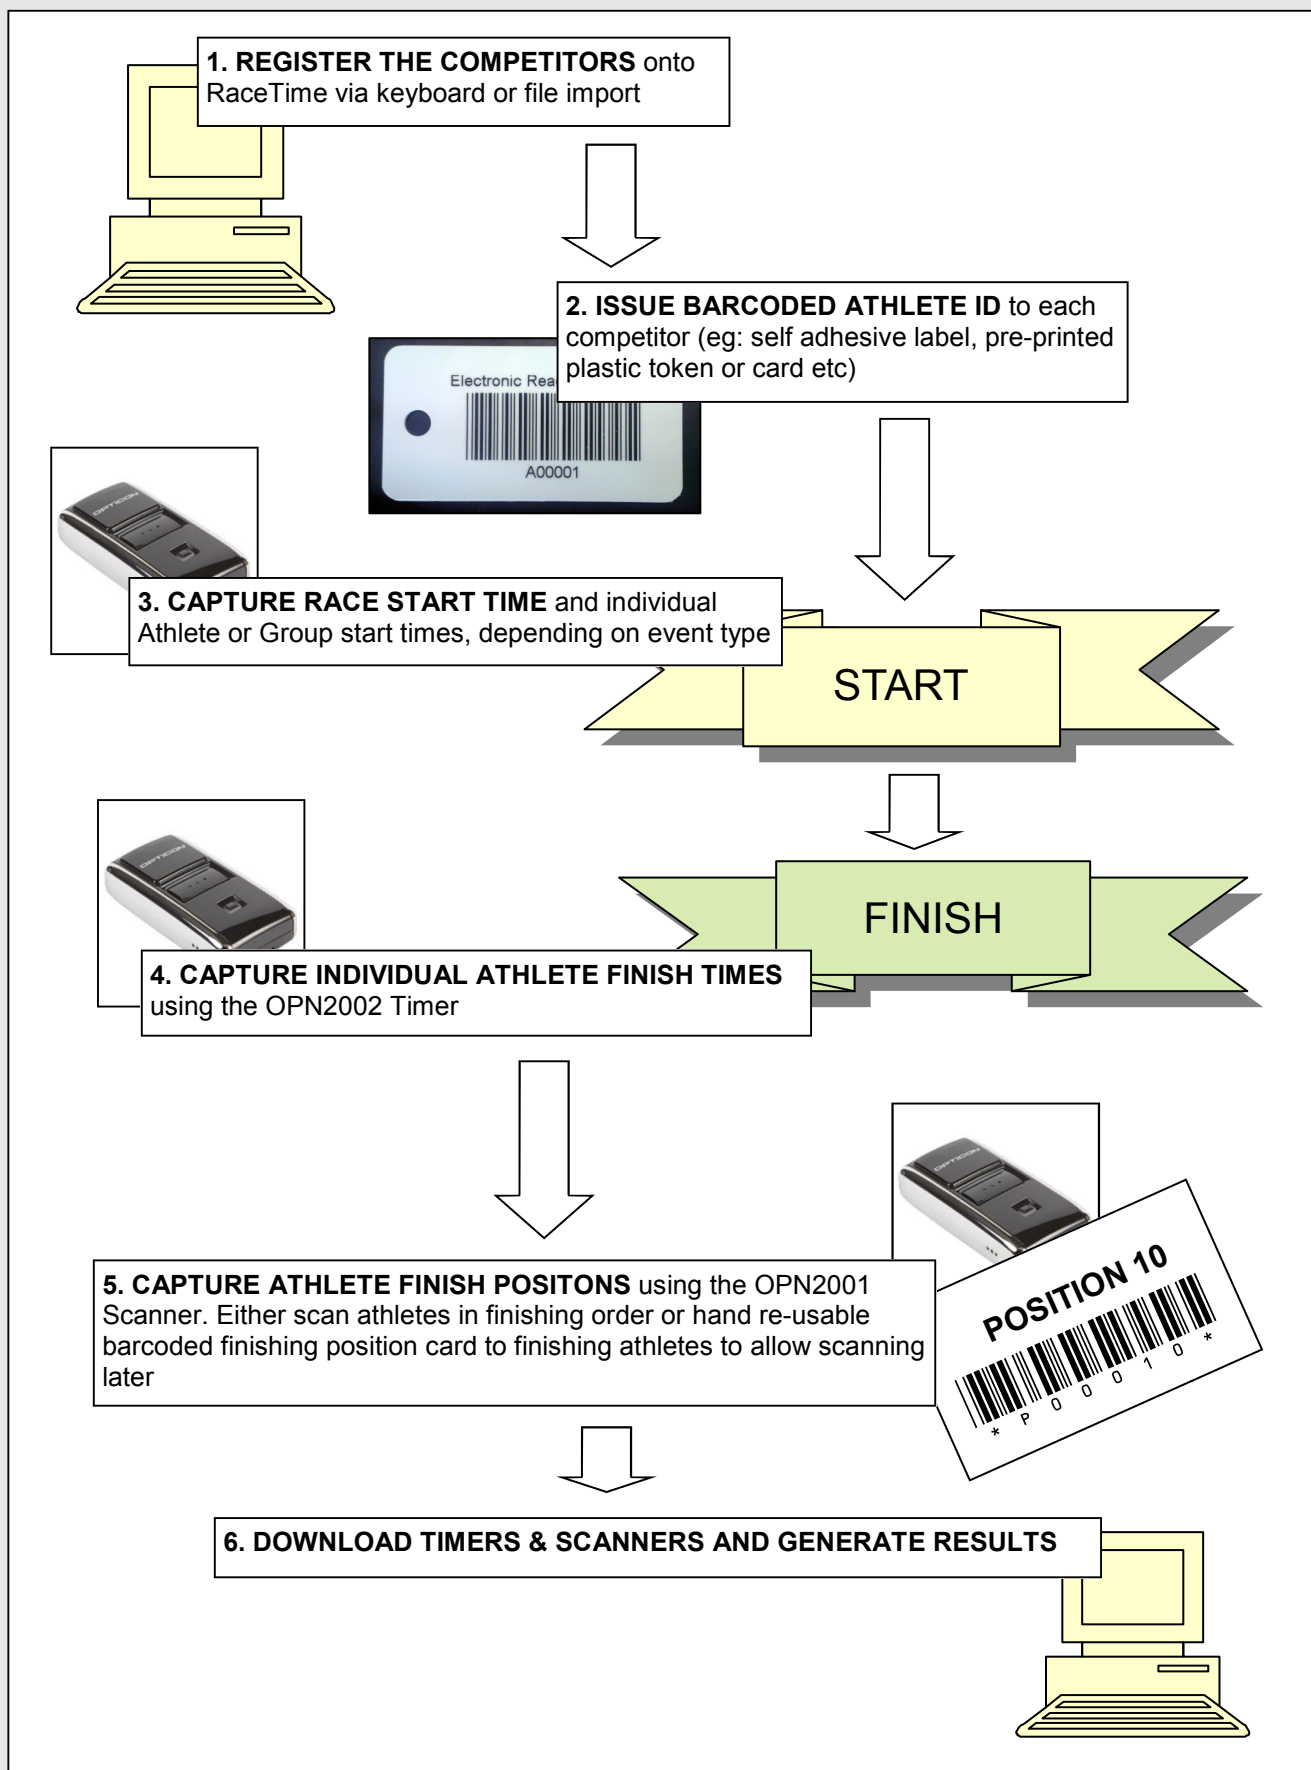 1. REGISTER THE COMPETITORS onto
RaceTime via keyboard or file import
2. ISSUE BARCODED ATHLETE ID to each
competitor (eg: self adhesive label, pre-printed
plastic token or card etc)
Electronic
A00001
OPTICON
3. CAPTURE RACE START TIME and individual
Athlete or Group start times, depending on event type
START
OPTICON
FINISH
4. CAPTURE INDIVIDUAL ATHLETE FINISH TIMES
using the OPN2002 Timer
OPTICON
5. CAPTURE ATHLETE FINISH POSITONS using the OPN2001
Scanner. Either scan athletes in finishing order or hand re-usable
barcoded finishing position card to finishing athletes to allow scanning
later
POSITION 10
* P 0 0 0 1 0 *
6. DOWNLOAD TIMERS & SCANNERS AND GENERATE RESULTS